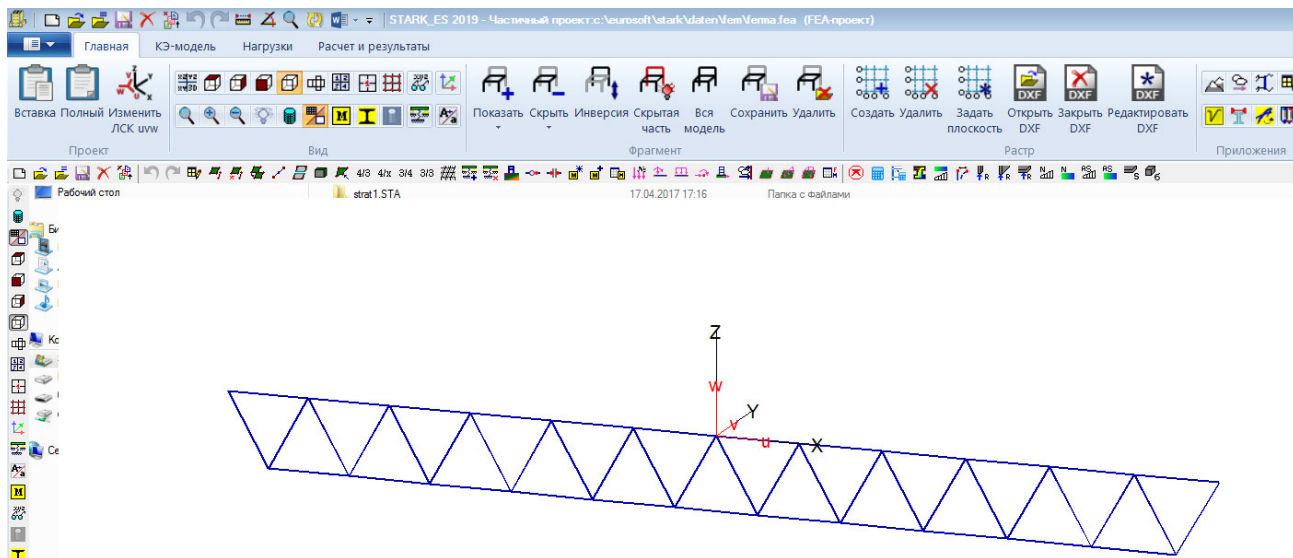 STARK_ES 2019 - Частичный проект:c:\eurosoft\stark\daten\fem\ferma.fea (FEA-проект)
Главная КЭ-модель Нагрузки Расчет и результаты
Вставка Полный Изменить ЛСК uvw
Показать Скрыть Инверсия Скрытая часть Вся модель Сохранить Удалить
Создать Удалить Задать плоскость Открыть DXF Закрыть DXF Редактировать DXF
Проект Вид Фрагмент Растр Приложения
4/3 4/x 3/4 3/3
Рабочий стол strat1.STA 17.04.2017 17:16 Папка с файлами
Би
Ко
Се
Z
W
Y
v
u
X